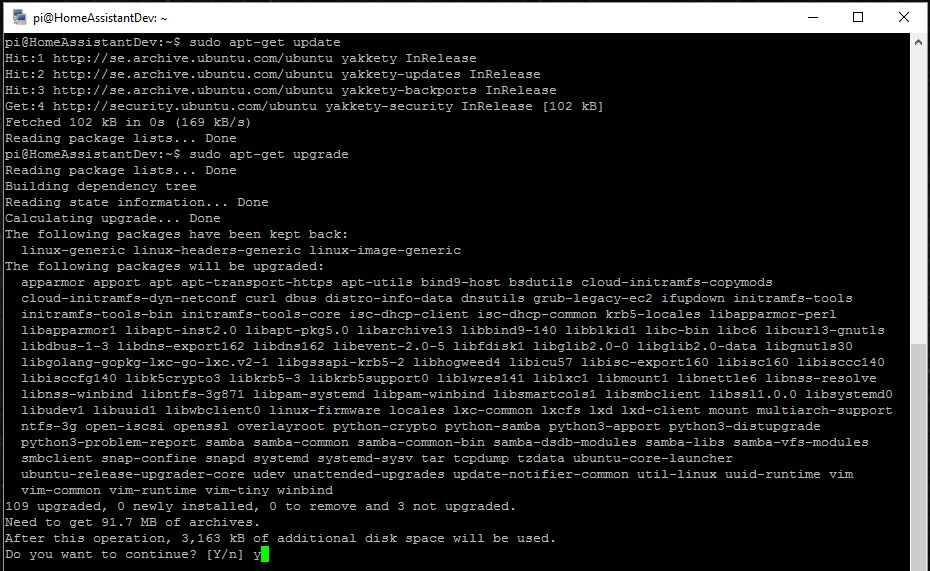 pi@HomeAssistantDev: ~
pi@HomeAssistantDev:~$ sudo apt-get update
Hit:1 http://se.archive.ubuntu.com/ubuntu yakkety InRelease
Hit:2 http://se.archive.ubuntu.com/ubuntu yakkety-updates InRelease
Hit:3 http://se.archive.ubuntu.com/ubuntu yakkety-backports InRelease
Get:4 http://security.ubuntu.com/ubuntu yakkety-security InRelease [102 kB]
Fetched 102 kB in 0s (169 kB/s)
Reading package lists... Done
pi@HomeAssistantDev:~$ sudo apt-get upgrade
Reading package lists... Done
Building dependency tree
Reading state information... Done
Calculating upgrade... Done
The following packages have been kept back:
  linux-generic linux-headers-generic linux-image-generic
The following packages will be upgraded:
  apparmor apport apt apt-transport-https apt-utils bind9-host bsdutils cloud-initramfs-copymods
  cloud-initramfs-dyn-netconf curl dbus distro-info-data dnsutils grub-legacy-ec2 ifupdown initramfs-tools
  initramfs-tools-bin initramfs-tools-core isc-dhcp-client isc-dhcp-common krb5-locales libapparmor-perl
  libapparmor1 libapt-inst2.0 libapt-pkg5.0 libarchive13 libbind9-140 libblkid1 libc-bin libc6 libcurl3-gnutls
  libdbus-1-3 libdns-export162 libdns162 libevent-2.0-5 libfdisk1 libglib2.0-0 libglib2.0-data libgnutls30
  libgolang-gopkg-lxc-go-lxc.v2-1 libgssapi-krb5-2 libhogweed4 libicu57 libisc-export160 libisc160 libisccc140
  libisccfg140 libk5crypto3 libkrb5-3 libkrb5support0 liblwres141 liblxc1 libmount1 libnettle6 libnss-resolve
  libnss-winbind libntfs-3g871 libpam-systemd libpam-winbind libsmartcols1 libsmbclient libssl1.0.0 libsystemd0
  libudev1 libuuid1 libwbclient0 linux-firmware locales lxc-common lxcfs lxd lxd-client mount multiarch-support
  ntfs-3g open-iscsi openssl overlayroot python-crypto python-samba python3-apport python3-distupgrade
  python3-problem-report samba samba-common samba-common-bin samba-dsdb-modules samba-libs samba-vfs-modules
  smbclient snap-confine snapd systemd systemd-sysv tar tcpdump tzdata ubuntu-core-launcher
  ubuntu-release-upgrader-core udev unattended-upgrades update-notifier-common util-linux uuid-runtime vim
  vim-common vim-runtime vim-tiny winbind
109 upgraded, 0 newly installed, 0 to remove and 3 not upgraded.
Need to get 91.7 MB of archives.
After this operation, 3,163 kB of additional disk space will be used.
Do you want to continue? [Y/n] y